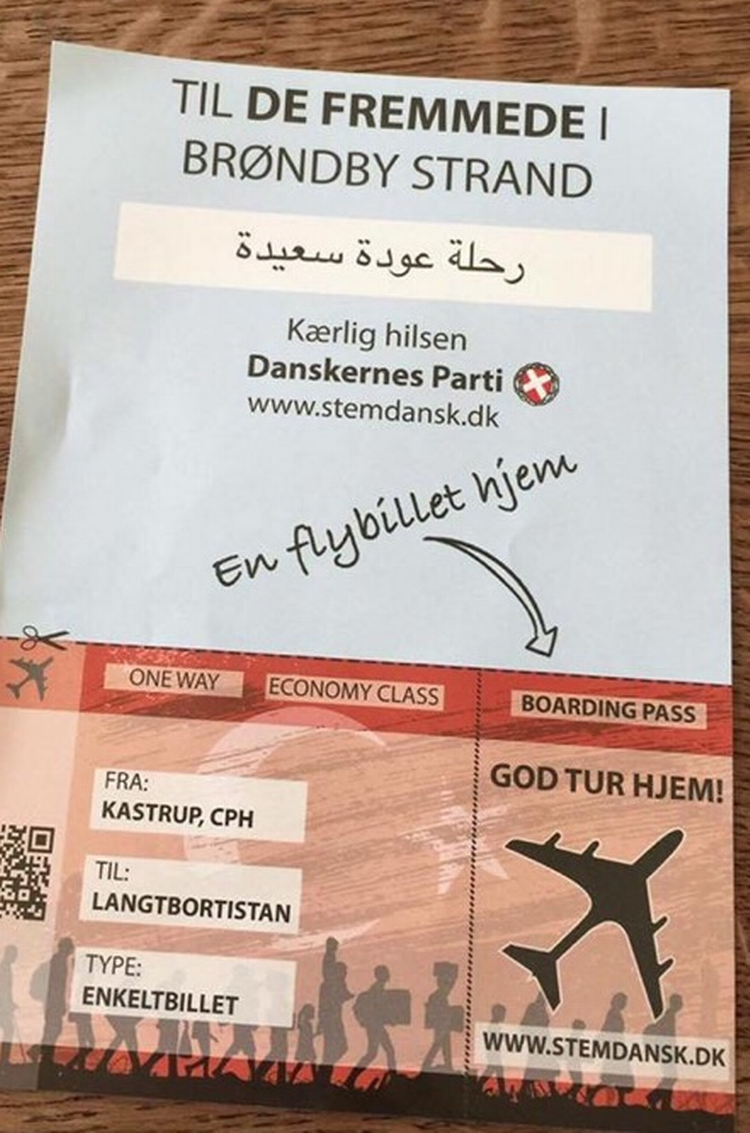 TIL DE FREMMEDE I
BRØNDBY STRAND
رحلة عودة سعيدة
Kærlig hilsen
Danskernes Parti
www.stemdansk.dk
En flybillet hjem
ONE WAY
ECONOMY CLASS
BOARDING PASS
FRA:
KASTRUP, CPH
TIL:
LANGTBORTISTAN
TYPE:
ENKELTBILLET
GOD TUR HJEM!
WWW.STEMDANSK.DK